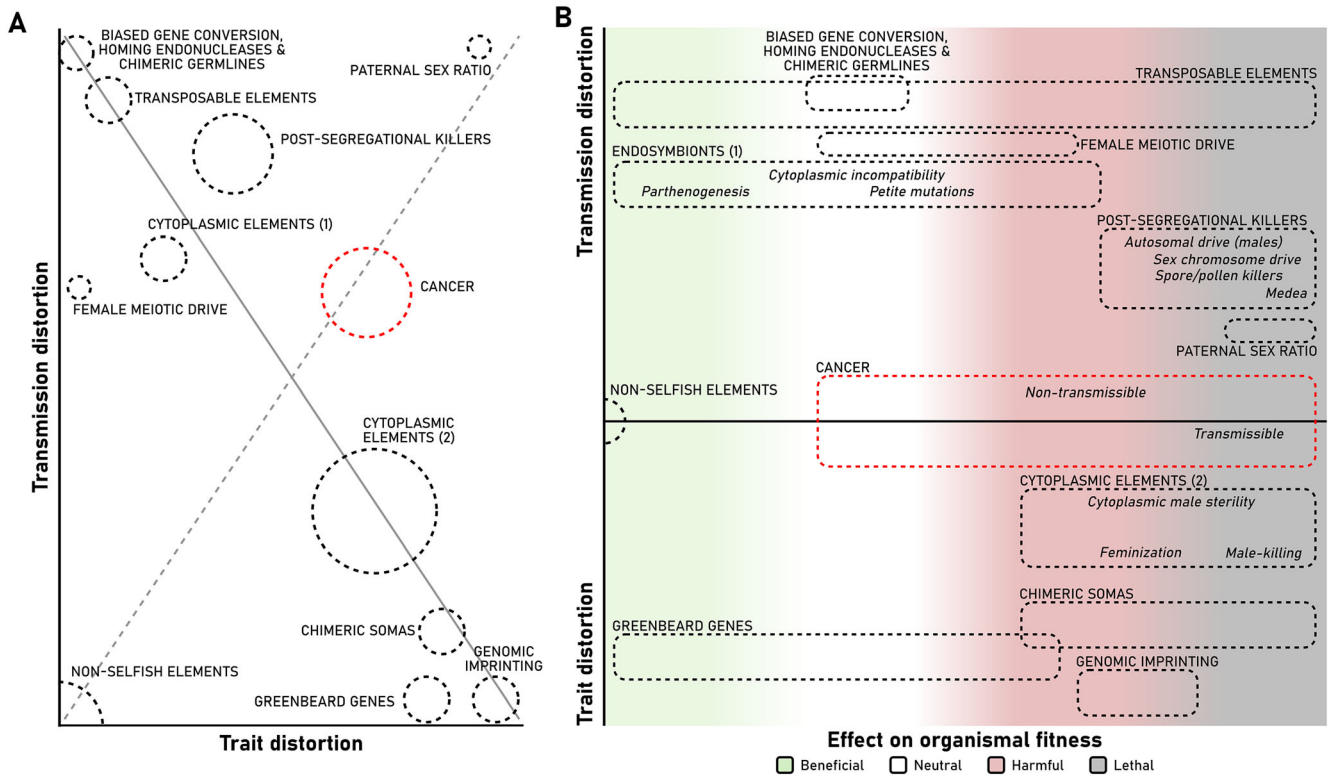 A
BIASED GENE CONVERSION,
HOMING ENDONUCLEASES &
CHIMERIC GERMLINES
PATERNAL SEX RATIO
TRANSPOSABLE ELEMENTS
POST-SEGREGATIONAL KILLERS
CYTOPLASMIC ELEMENTS (1)
CANCER
FEMALE MEIOTIC DRIVE
CYTOPLASMIC
ELEMENTS (2)
CHIMERIC SOMAS
GENOMIC
IMPRINTING
NON-SELFISH ELEMENTS
GREENBEARD GENES
Transmission distortion
Trait distortion
B
BIASED GENE CONVERSION,
HOMING ENDONUCLEASES &
CHIMERIC GERMLINES
TRANSPOSABLE ELEMENTS
FEMALE MEIOTIC DRIVE
ENDOSYMBIONTS (1)
Cytoplasmic incompatibility
Parthenogenesis
Petite mutations
POST-SEGREGATIONAL KILLERS
Autosomal drive (males)
Sex chromosome drive
Spore/pollen killers
Medea
PATERNAL SEX RATIO
CANCER
NON-SELFISH ELEMENTS
Non-transmissible
Transmissible
CYTOPLASMIC ELEMENTS (2)
Cytoplasmic male sterility
Feminization
Male-killing
CHIMERIC SOMAS
GREENBEARD GENES
GENOMIC IMPRINTING
Transmission distortion
Trait distortion
Effect on organismal fitness
Beneficial
Neutral
Harmful
Lethal